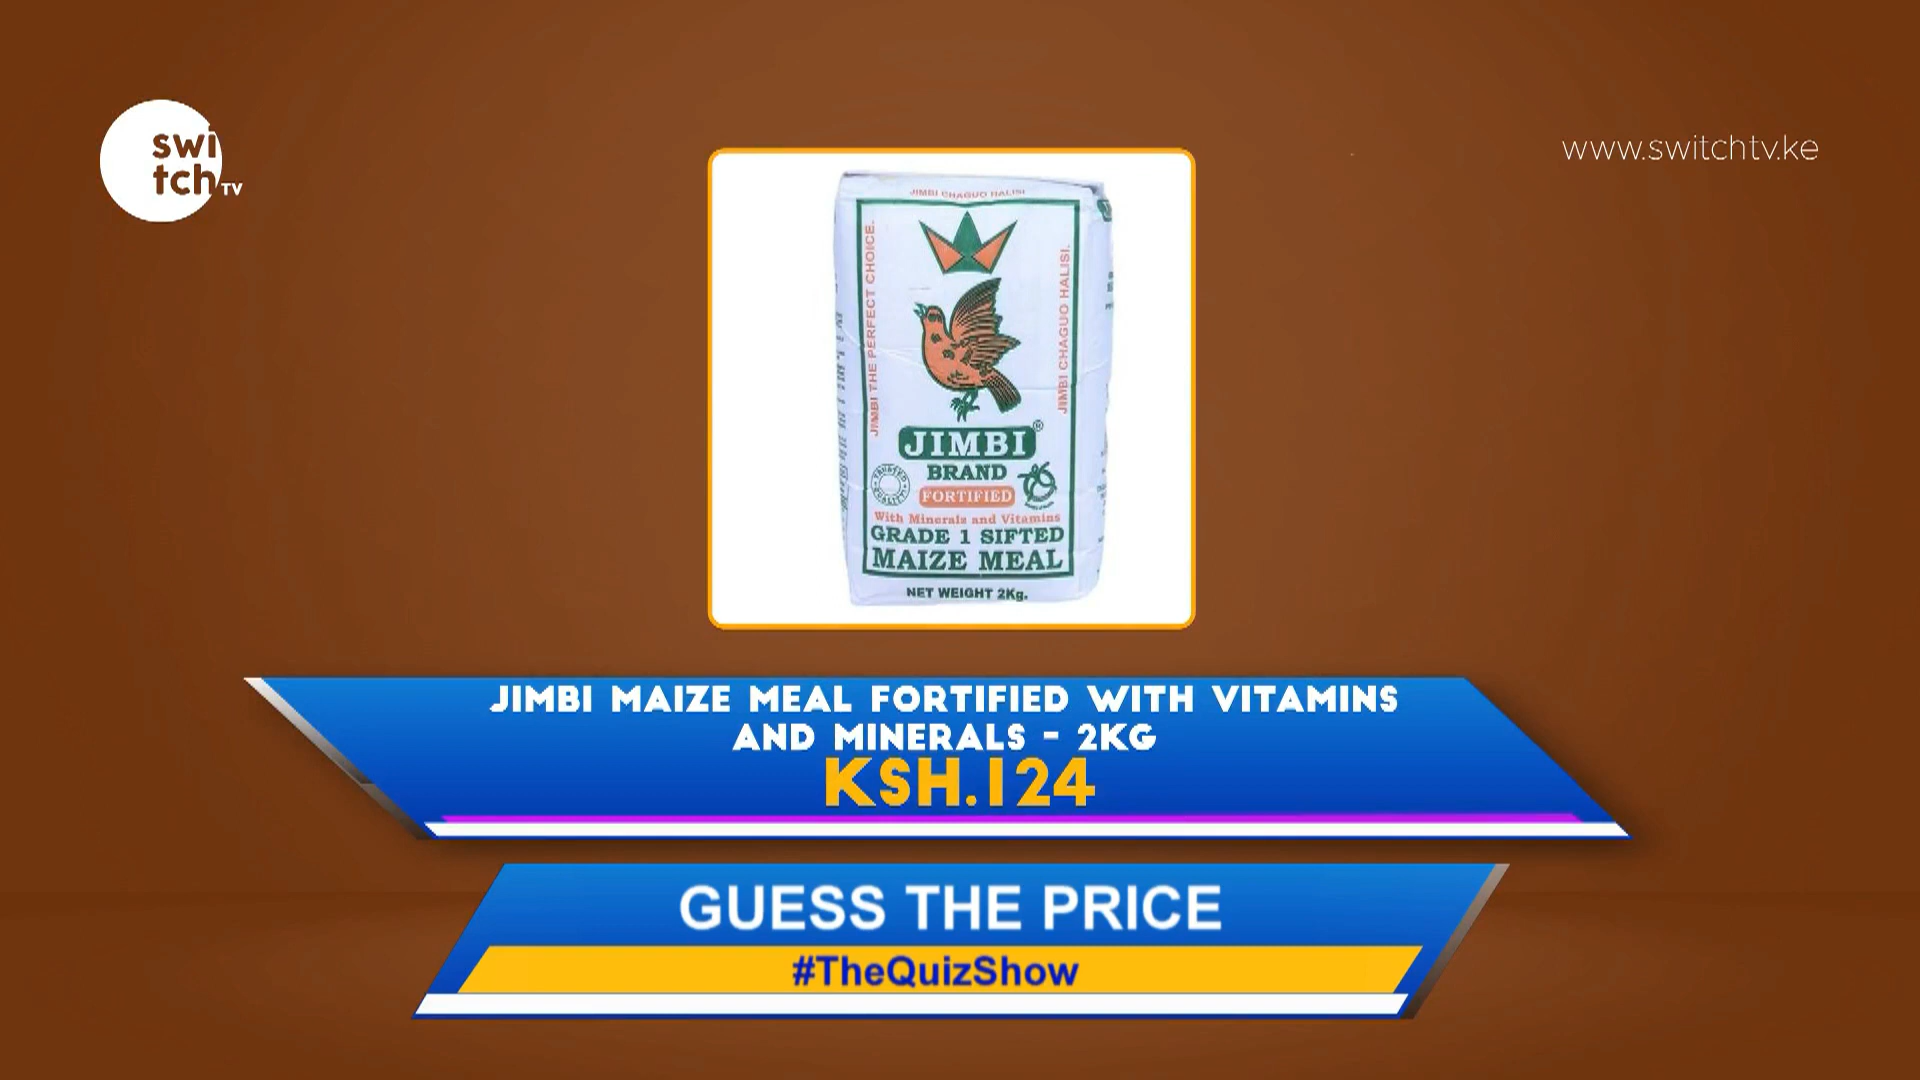 swi
tch TV
www.switchtv.ke
JIMBI CHAGUO HALISI
JIMBI THE PERFECT CHOICE.
JIMBI CHAGUO HALISI.
JIMBI ®
BRAND
TRUSTED QUALITY
FORTIFIED
With Minerals and Vitamins
GRADE 1 SIFTED
MAIZE MEAL
NET WEIGHT 2Kg.
JIMBI MAIZE MEAL FORTIFIED WITH VITAMINS
AND MINERALS - 2KG
KSH.124
GUESS THE PRICE
#TheQuizShow